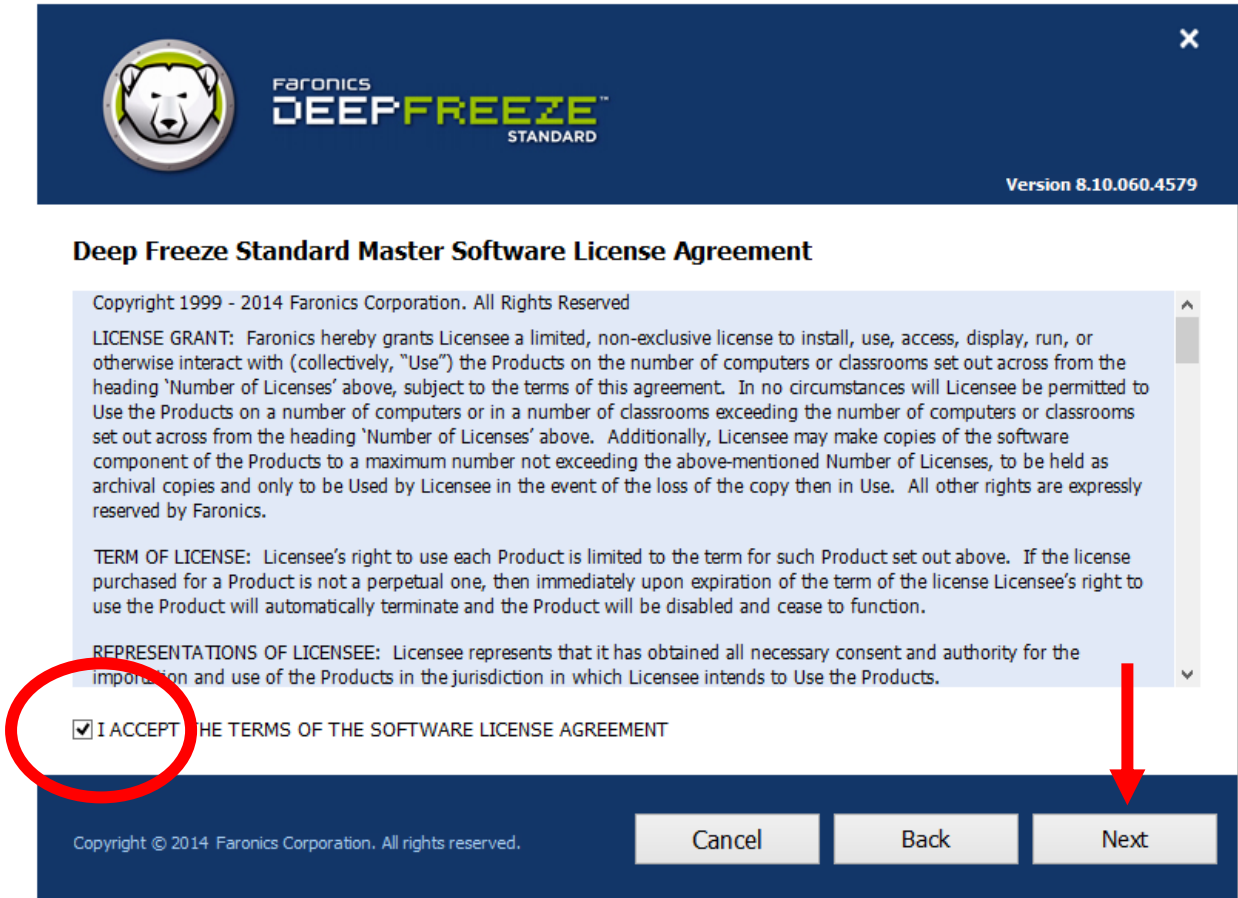 Faronics
DEEPFREEZE™
STANDARD
Version 8.10.060.4579
Deep Freeze Standard Master Software License Agreement
Copyright 1999 - 2014 Faronics Corporation. All Rights Reserved
LICENSE GRANT:  Faronics hereby grants Licensee a limited, non-exclusive license to install, use, access, display, run, or
otherwise interact with (collectively, “Use”) the Products on the number of computers or classrooms set out across from the
heading ‘Number of Licenses’ above, subject to the terms of this agreement.  In no circumstances will Licensee be permitted to
Use the Products on a number of computers or in a number of classrooms exceeding the number of computers or classrooms
set out across from the heading ‘Number of Licenses’ above.  Additionally, Licensee may make copies of the software
component of the Products to a maximum number not exceeding the above-mentioned Number of Licenses, to be held as
archival copies and only to be Used by Licensee in the event of the loss of the copy then in Use.  All other rights are expressly
reserved by Faronics.
TERM OF LICENSE:  Licensee’s right to use each Product is limited to the term for such Product set out above.  If the license
purchased for a Product is not a perpetual one, then immediately upon expiration of the term of the license Licensee’s right to
use the Product will automatically terminate and the Product will be disabled and cease to function.
REPRESENTATIONS OF LICENSEE:  Licensee represents that it has obtained all necessary consent and authority for the
importation and use of the Products in the jurisdiction in which Licensee intends to Use the Products.
I ACCEPT THE TERMS OF THE SOFTWARE LICENSE AGREEMENT
Copyright © 2014 Faronics Corporation. All rights reserved.
Cancel
Back
Next